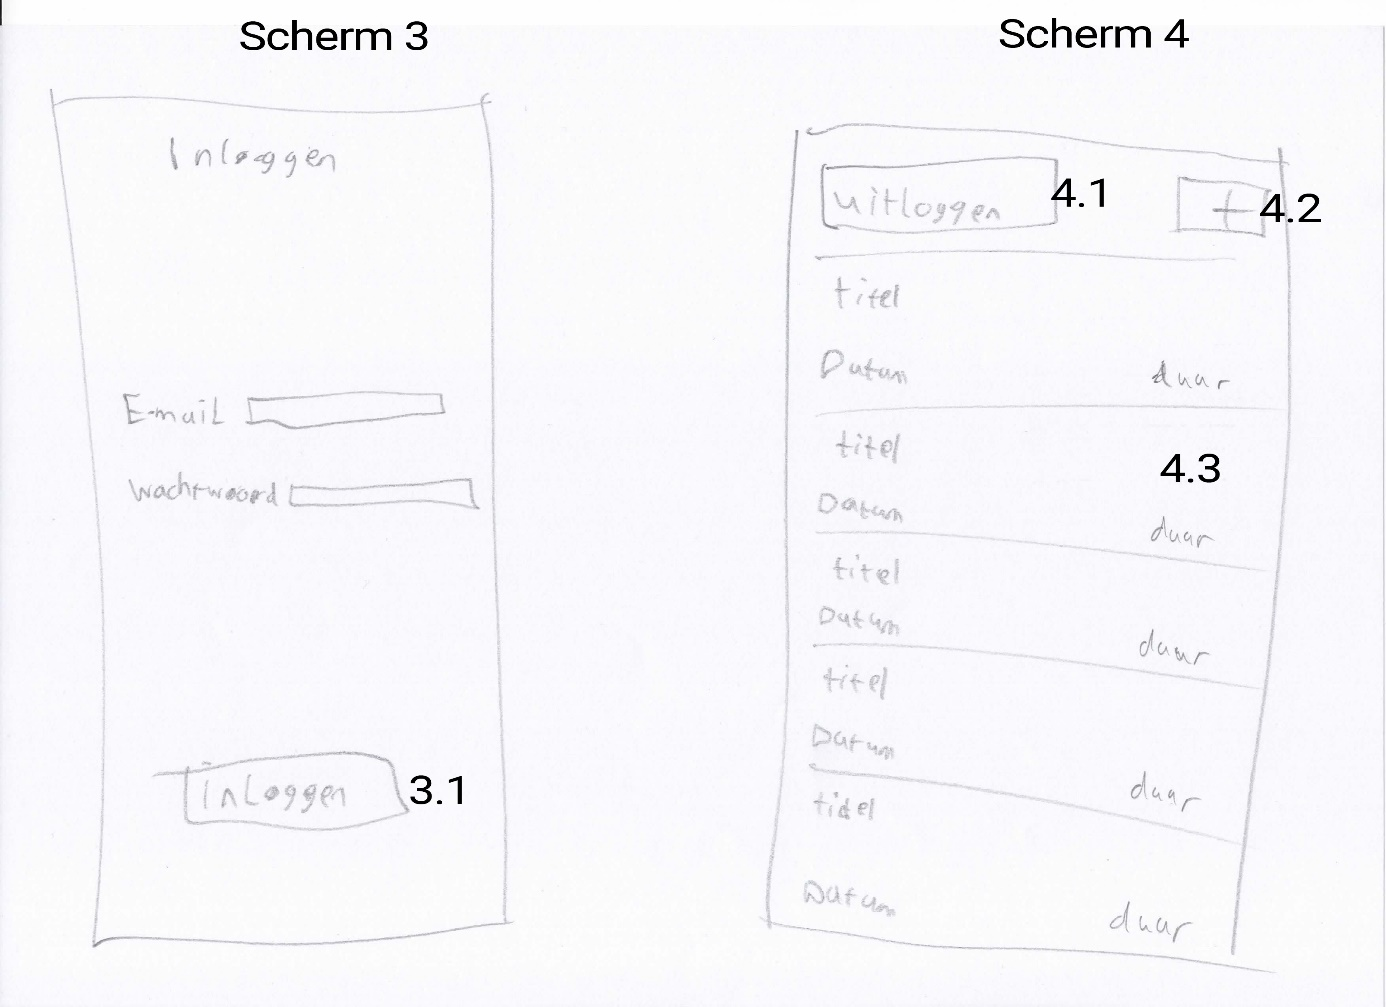 Scherm 3
Inloggen
E-mail
Wachtwoord
inloggen 3.1
Scherm 4
uitloggen 4.1 + 4.2
titel
Datum duur
titel
4.3
Datum duur
titel
Datum duur
titel
Datum duur
titel
Datum duur